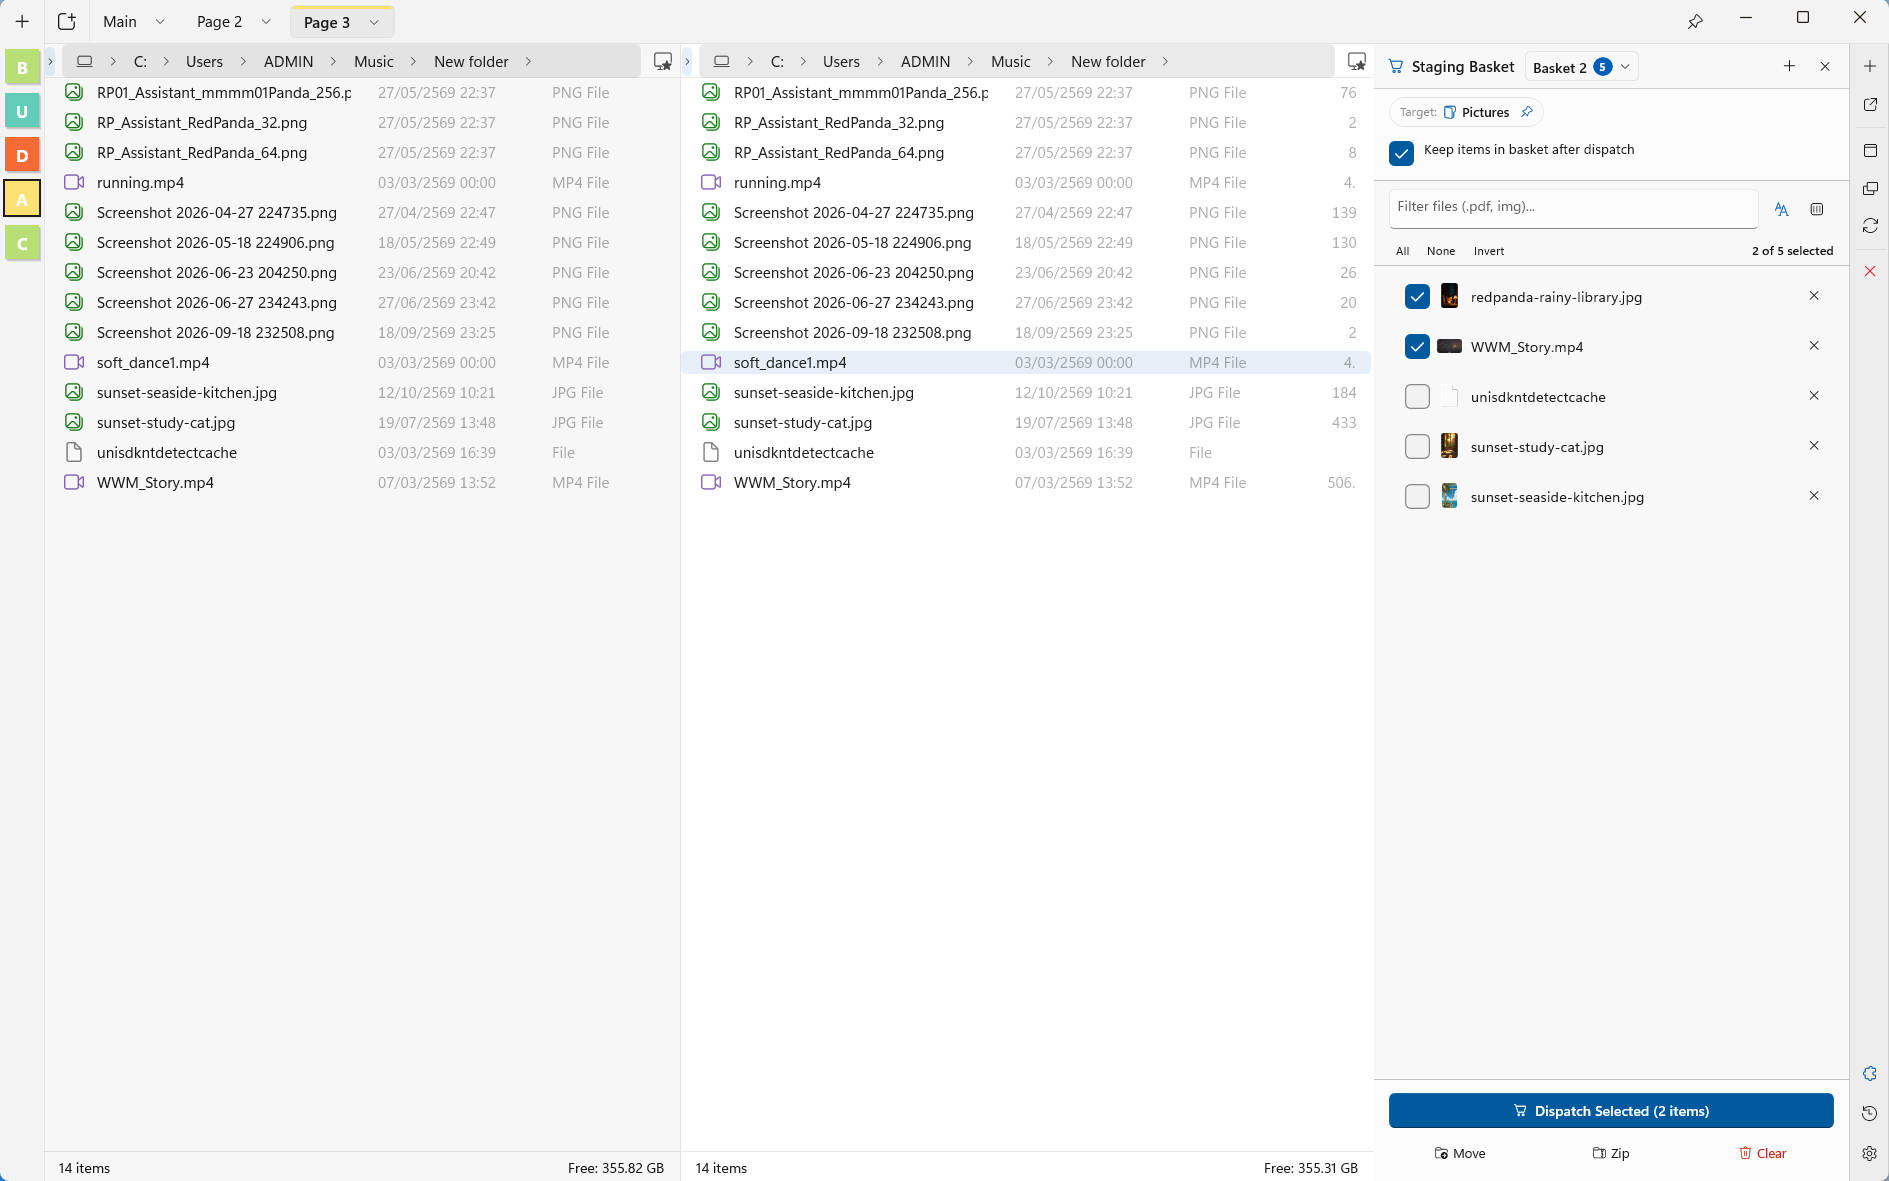 Main
Page 2
Page 3
B
U
D
A
C
C: Users ADMIN Music New folder
RP01_Assistant_mmmm01Panda_256.p 27/05/2569 22:37 PNG File
RP_Assistant_RedPanda_32.png 27/05/2569 22:37 PNG File
RP_Assistant_RedPanda_64.png 27/05/2569 22:37 PNG File
running.mp4 03/03/2569 00:00 MP4 File
Screenshot 2026-04-27 224735.png 27/04/2569 22:47 PNG File
Screenshot 2026-05-18 224906.png 18/05/2569 22:49 PNG File
Screenshot 2026-06-23 204250.png 23/06/2569 20:42 PNG File
Screenshot 2026-06-27 234243.png 27/06/2569 23:42 PNG File
Screenshot 2026-09-18 232508.png 18/09/2569 23:25 PNG File
soft_dance1.mp4 03/03/2569 00:00 MP4 File
sunset-seaside-kitchen.jpg 12/10/2569 10:21 JPG File
sunset-study-cat.jpg 19/07/2569 13:48 JPG File
unisdkntdetectcache 03/03/2569 16:39 File
WWM_Story.mp4 07/03/2569 13:52 MP4 File
14 items Free: 355.82 GB
C: Users ADMIN Music New folder
RP01_Assistant_mmmm01Panda_256.p 27/05/2569 22:37 PNG File 76
RP_Assistant_RedPanda_32.png 27/05/2569 22:37 PNG File 2
RP_Assistant_RedPanda_64.png 27/05/2569 22:37 PNG File 8
running.mp4 03/03/2569 00:00 MP4 File 4.
Screenshot 2026-04-27 224735.png 27/04/2569 22:47 PNG File 139
Screenshot 2026-05-18 224906.png 18/05/2569 22:49 PNG File 130
Screenshot 2026-06-23 204250.png 23/06/2569 20:42 PNG File 26
Screenshot 2026-06-27 234243.png 27/06/2569 23:42 PNG File 20
Screenshot 2026-09-18 232508.png 18/09/2569 23:25 PNG File 2
soft_dance1.mp4 03/03/2569 00:00 MP4 File 4.
sunset-seaside-kitchen.jpg 12/10/2569 10:21 JPG File 184
sunset-study-cat.jpg 19/07/2569 13:48 JPG File 433
unisdkntdetectcache 03/03/2569 16:39 File
WWM_Story.mp4 07/03/2569 13:52 MP4 File 506.
14 items Free: 355.31 GB
Staging Basket Basket 2 5
Target: Pictures
Keep items in basket after dispatch
Filter files (.pdf, img)...
All None Invert 2 of 5 selected
redpanda-rainy-library.jpg
WWM_Story.mp4
unisdkntdetectcache
sunset-study-cat.jpg
sunset-seaside-kitchen.jpg
Dispatch Selected (2 items)
Move Zip Clear